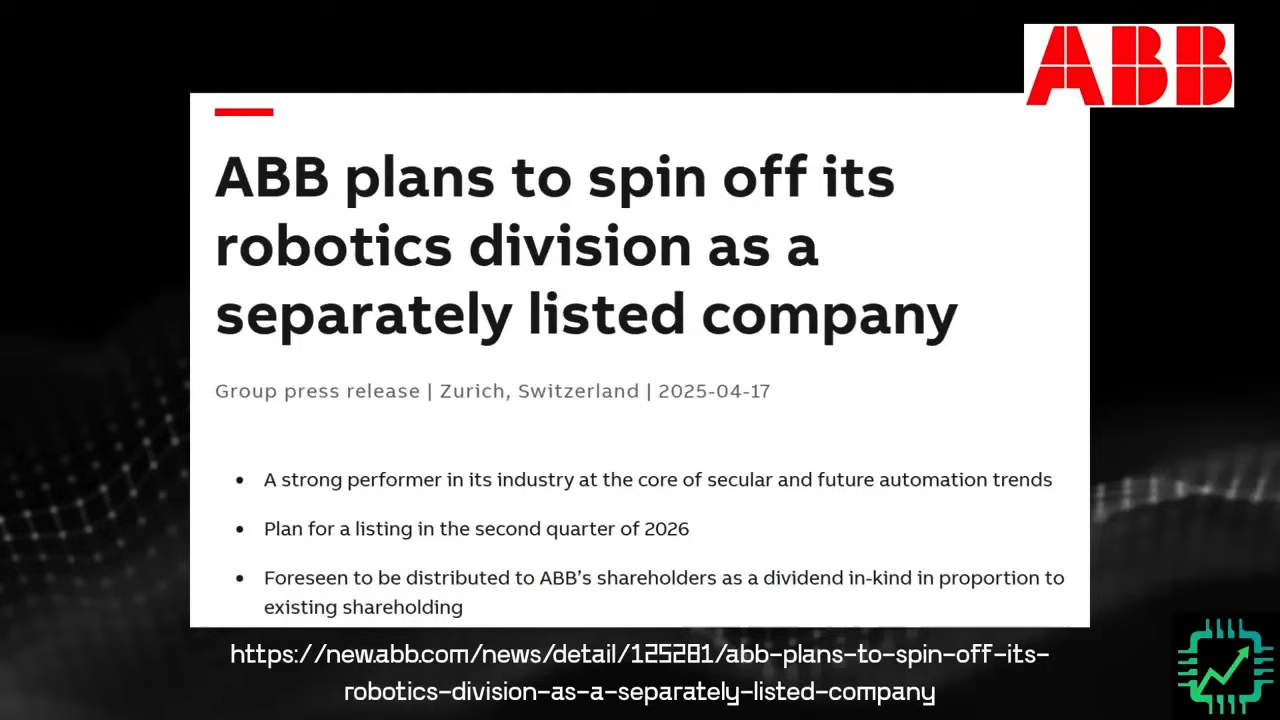 ABB
ABB plans to spin off its
robotics division as a
separately listed company
Group press release | Zurich, Switzerland | 2025-04-17
• A strong performer in its industry at the core of secular and future automation trends
• Plan for a listing in the second quarter of 2026
• Foreseen to be distributed to ABB’s shareholders as a dividend in-kind in proportion to
existing shareholding
https://new.abb.com/news/detail/125281/abb-plans-to-spin-off-its-
robotics-division-as-a-separately-listed-company